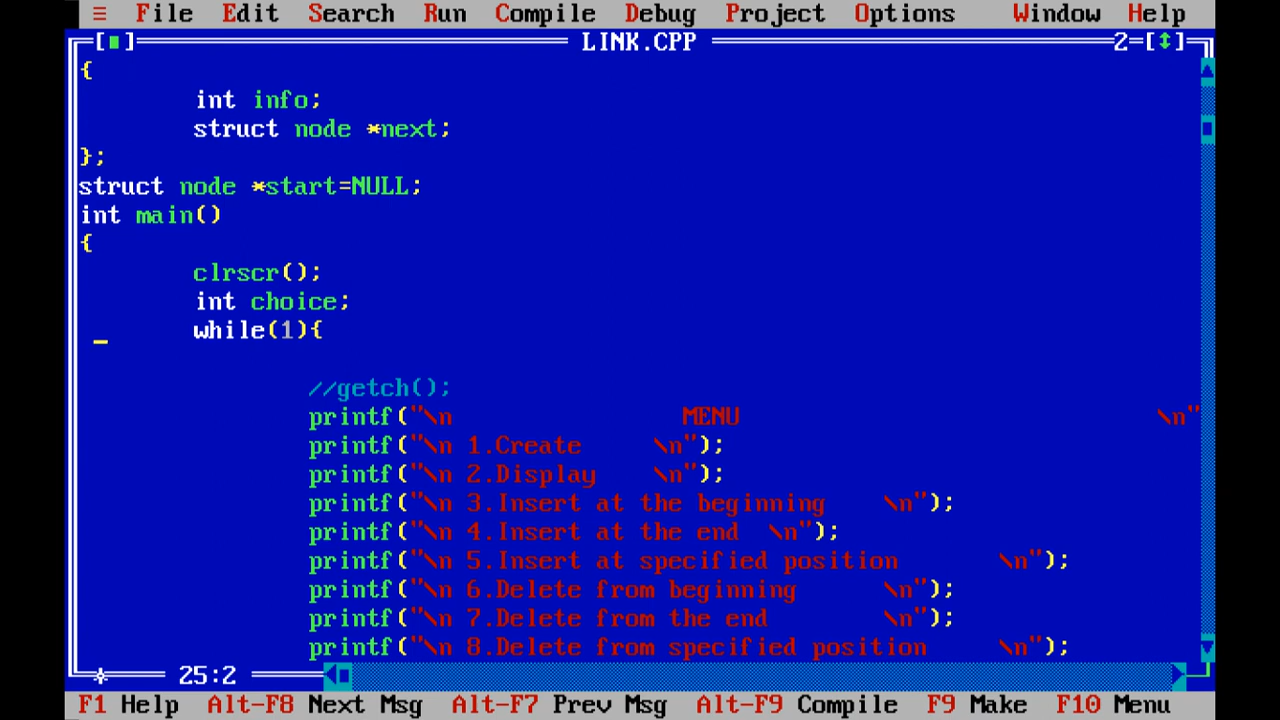 ≡ File Edit Search Run Compile Debug Project Options Window Help
[■] LINK.CPP 2=[↕]
{
int info;
struct node *next;
};
struct node *start=NULL;
int main()
{
clrscr();
int choice;
while(1){
//getch();
printf("\n MENU \n"
printf("\n 1.Create \n");
printf("\n 2.Display \n");
printf("\n 3.Insert at the beginning \n");
printf("\n 4.Insert at the end \n");
printf("\n 5.Insert at specified position \n");
printf("\n 6.Delete from beginning \n");
printf("\n 7.Delete from the end \n");
printf("\n 8.Delete from specified position \n");
25:2
F1 Help Alt-F8 Next Msg Alt-F7 Prev Msg Alt-F9 Compile F9 Make F10 Menu